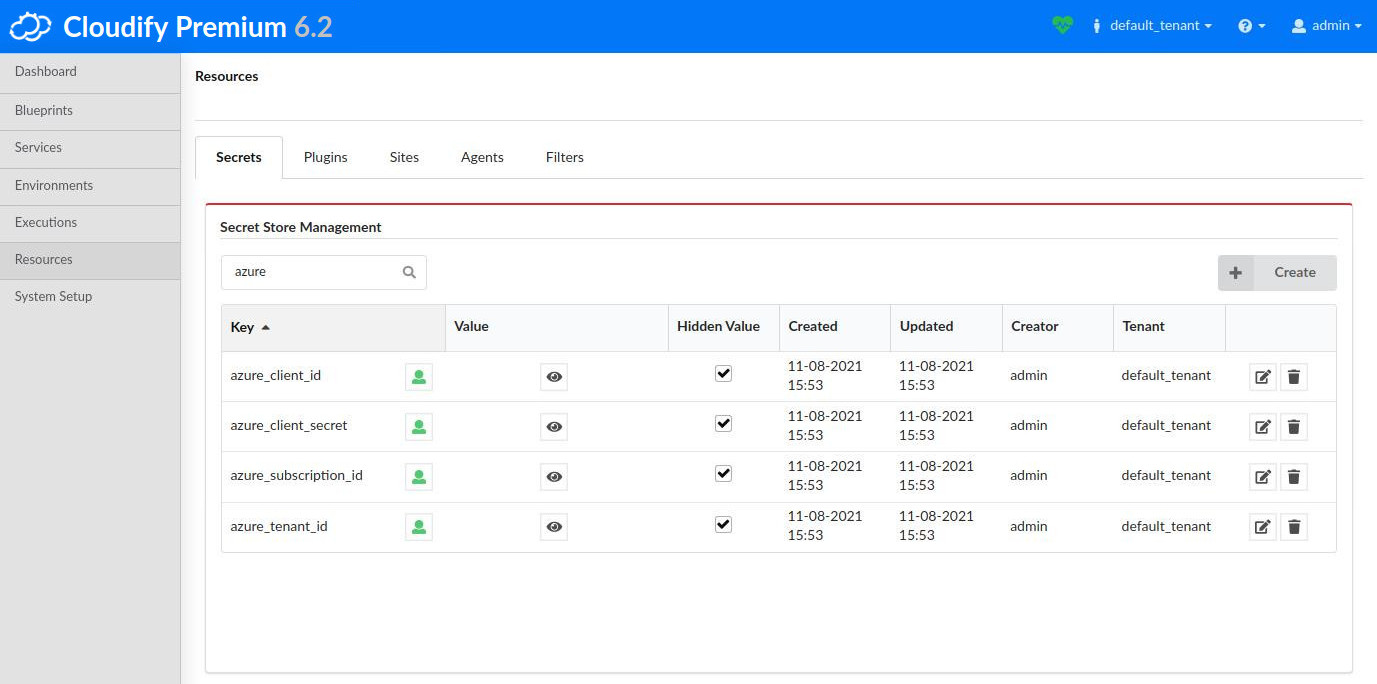 Cloudify Premium 6.2
default_tenant
admin
Dashboard
Blueprints
Services
Environments
Executions
Resources
System Setup
Resources
Secrets Plugins Sites Agents Filters
Secret Store Management
azure
Create
Key Value Hidden Value Created Updated Creator Tenant
azure_client_id 11-08-2021 11-08-2021 admin default_tenant
15:53 15:53
azure_client_secret 11-08-2021 11-08-2021 admin default_tenant
15:53 15:53
azure_subscription_id 11-08-2021 11-08-2021 admin default_tenant
15:53 15:53
azure_tenant_id 11-08-2021 11-08-2021 admin default_tenant
15:53 15:53